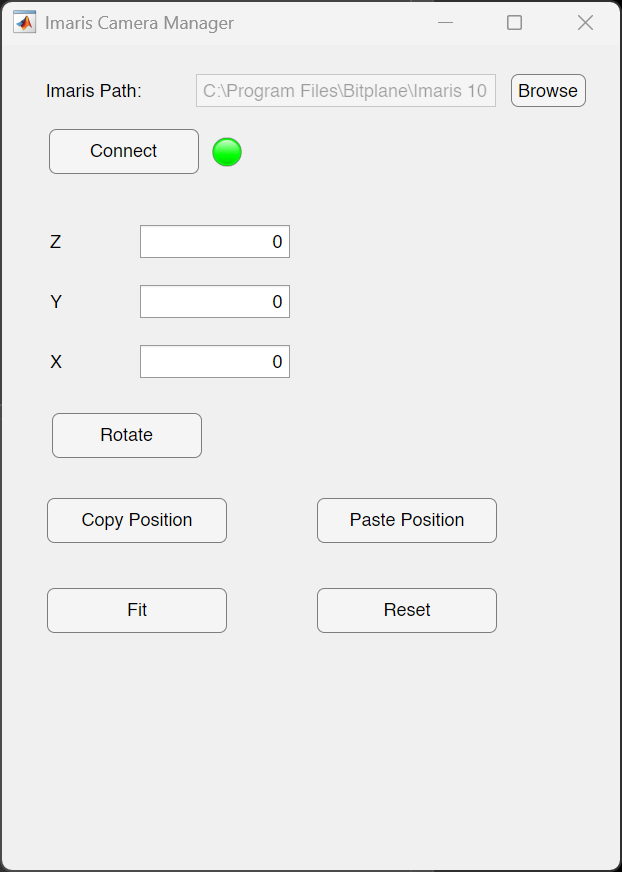 Imaris Camera Manager
Imaris Path: C:\Program Files\Bitplane\Imaris 10 Browse
Connect
Z 0
Y 0
X 0
Rotate
Copy Position Paste Position
Fit Reset